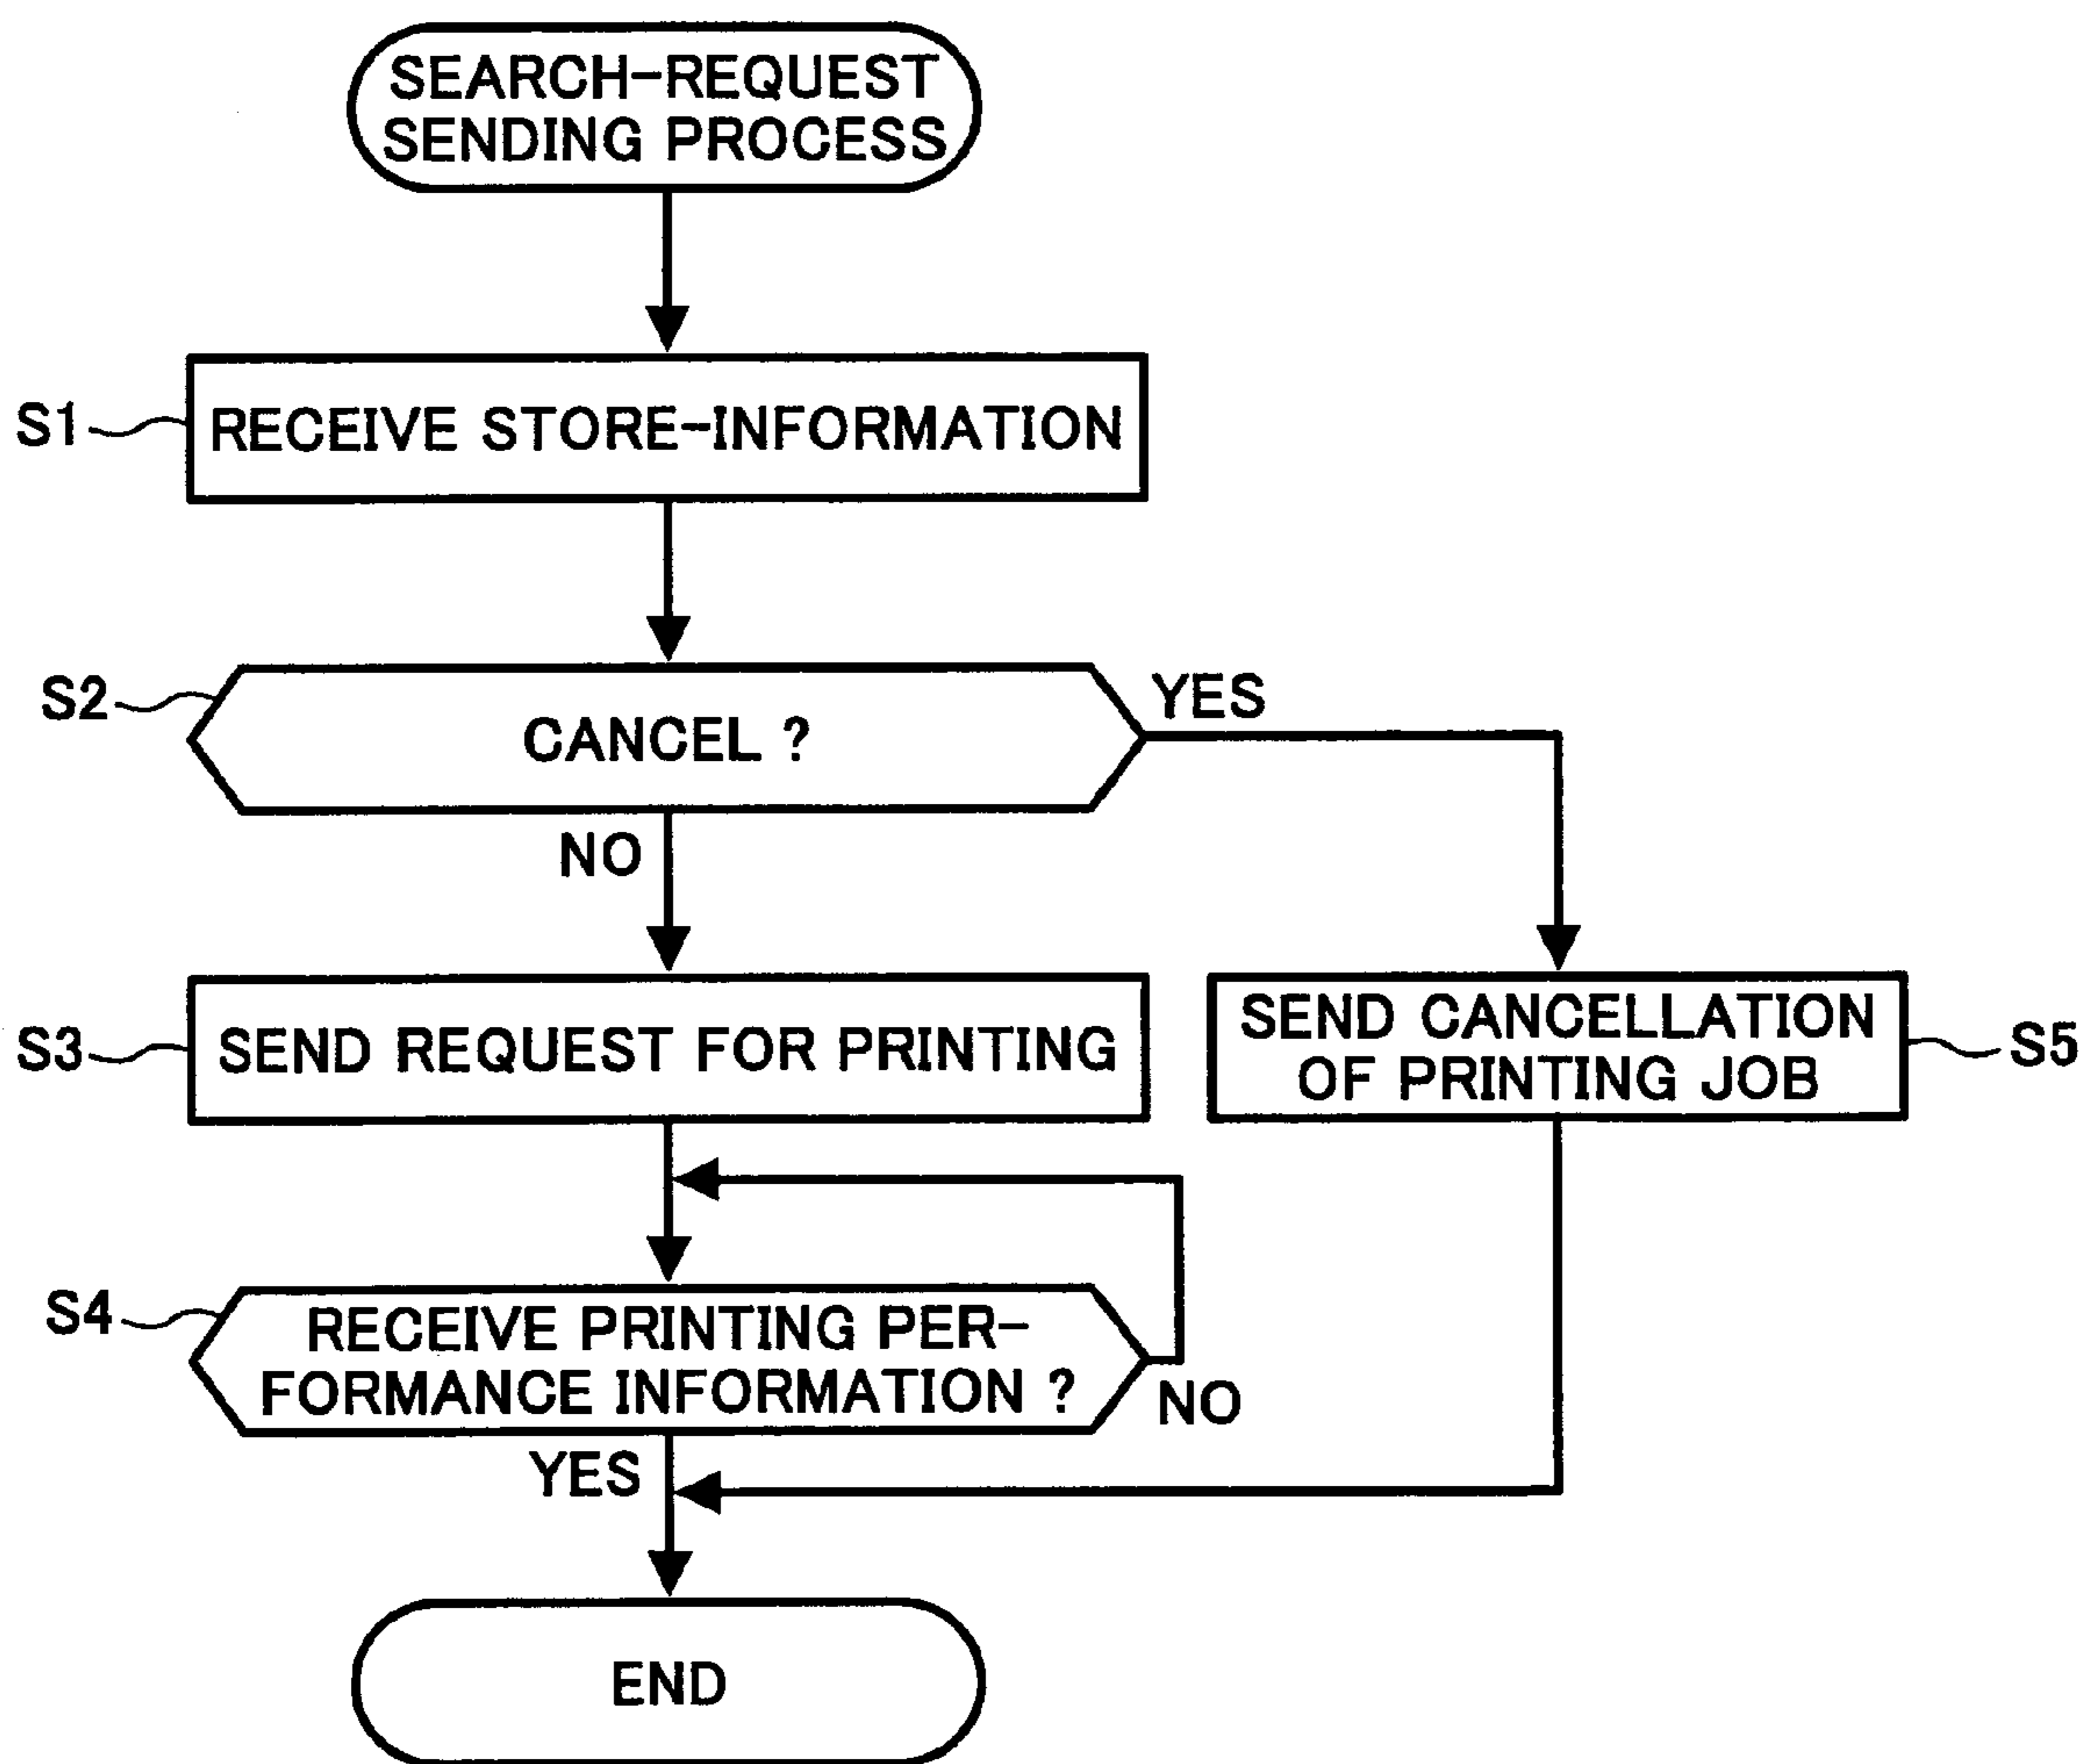 SEARCH-REQUEST
SENDING PROCESS
S1
RECEIVE STORE-INFORMATION
S2
CANCEL ?
YES
NO
S3
SEND REQUEST FOR PRINTING
SEND CANCELLATION
OF PRINTING JOB
S5
S4
RECEIVE PRINTING PER-
FORMANCE INFORMATION ?
NO
YES
END